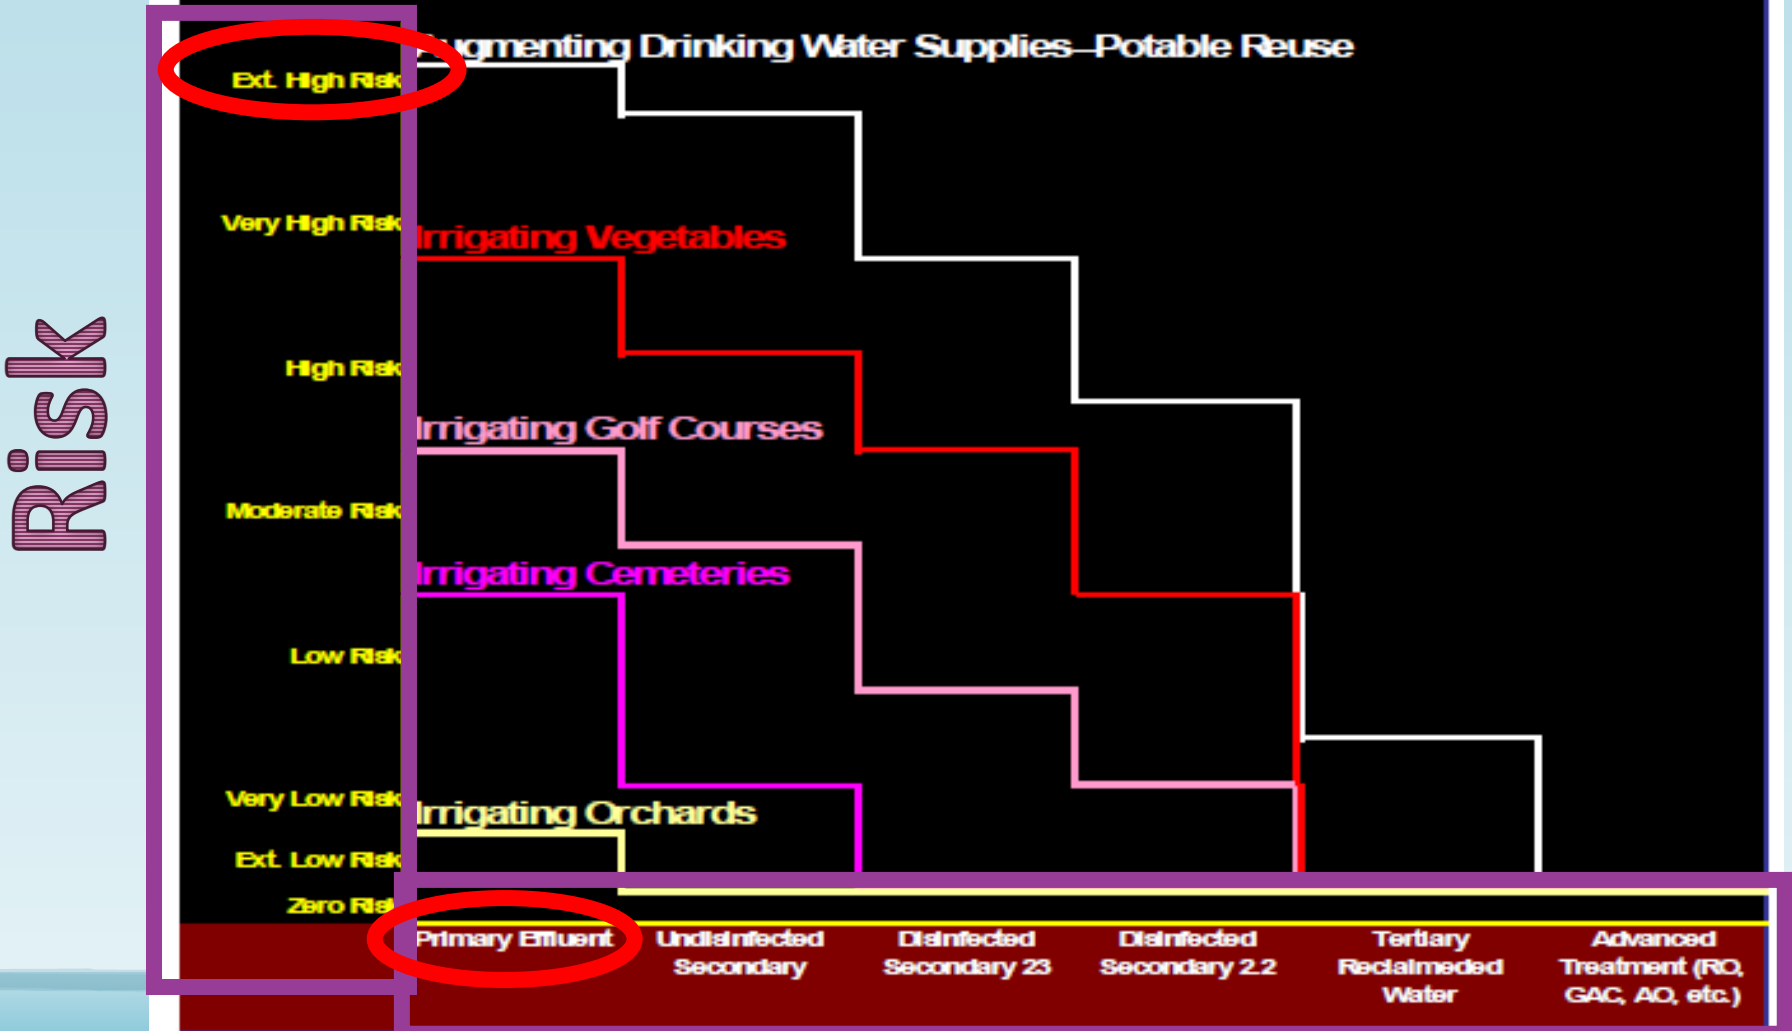 Risk
Augmenting Drinking Water Supplies–Potable Reuse
Ext. High Risk
Very High Risk
Irrigating Vegetables
High Risk
Irrigating Golf Courses
Moderate Risk
Irrigating Cemeteries
Low Risk
Very Low Risk
Irrigating Orchards
Ext. Low Risk
Zero Risk
Primary Effluent
Undisinfected
Secondary
Disinfected
Secondary 23
Disinfected
Secondary 2.2
Tertiary
Reclaimeded
Water
Advanced
Treatment (RO,
GAC, AO, etc.)